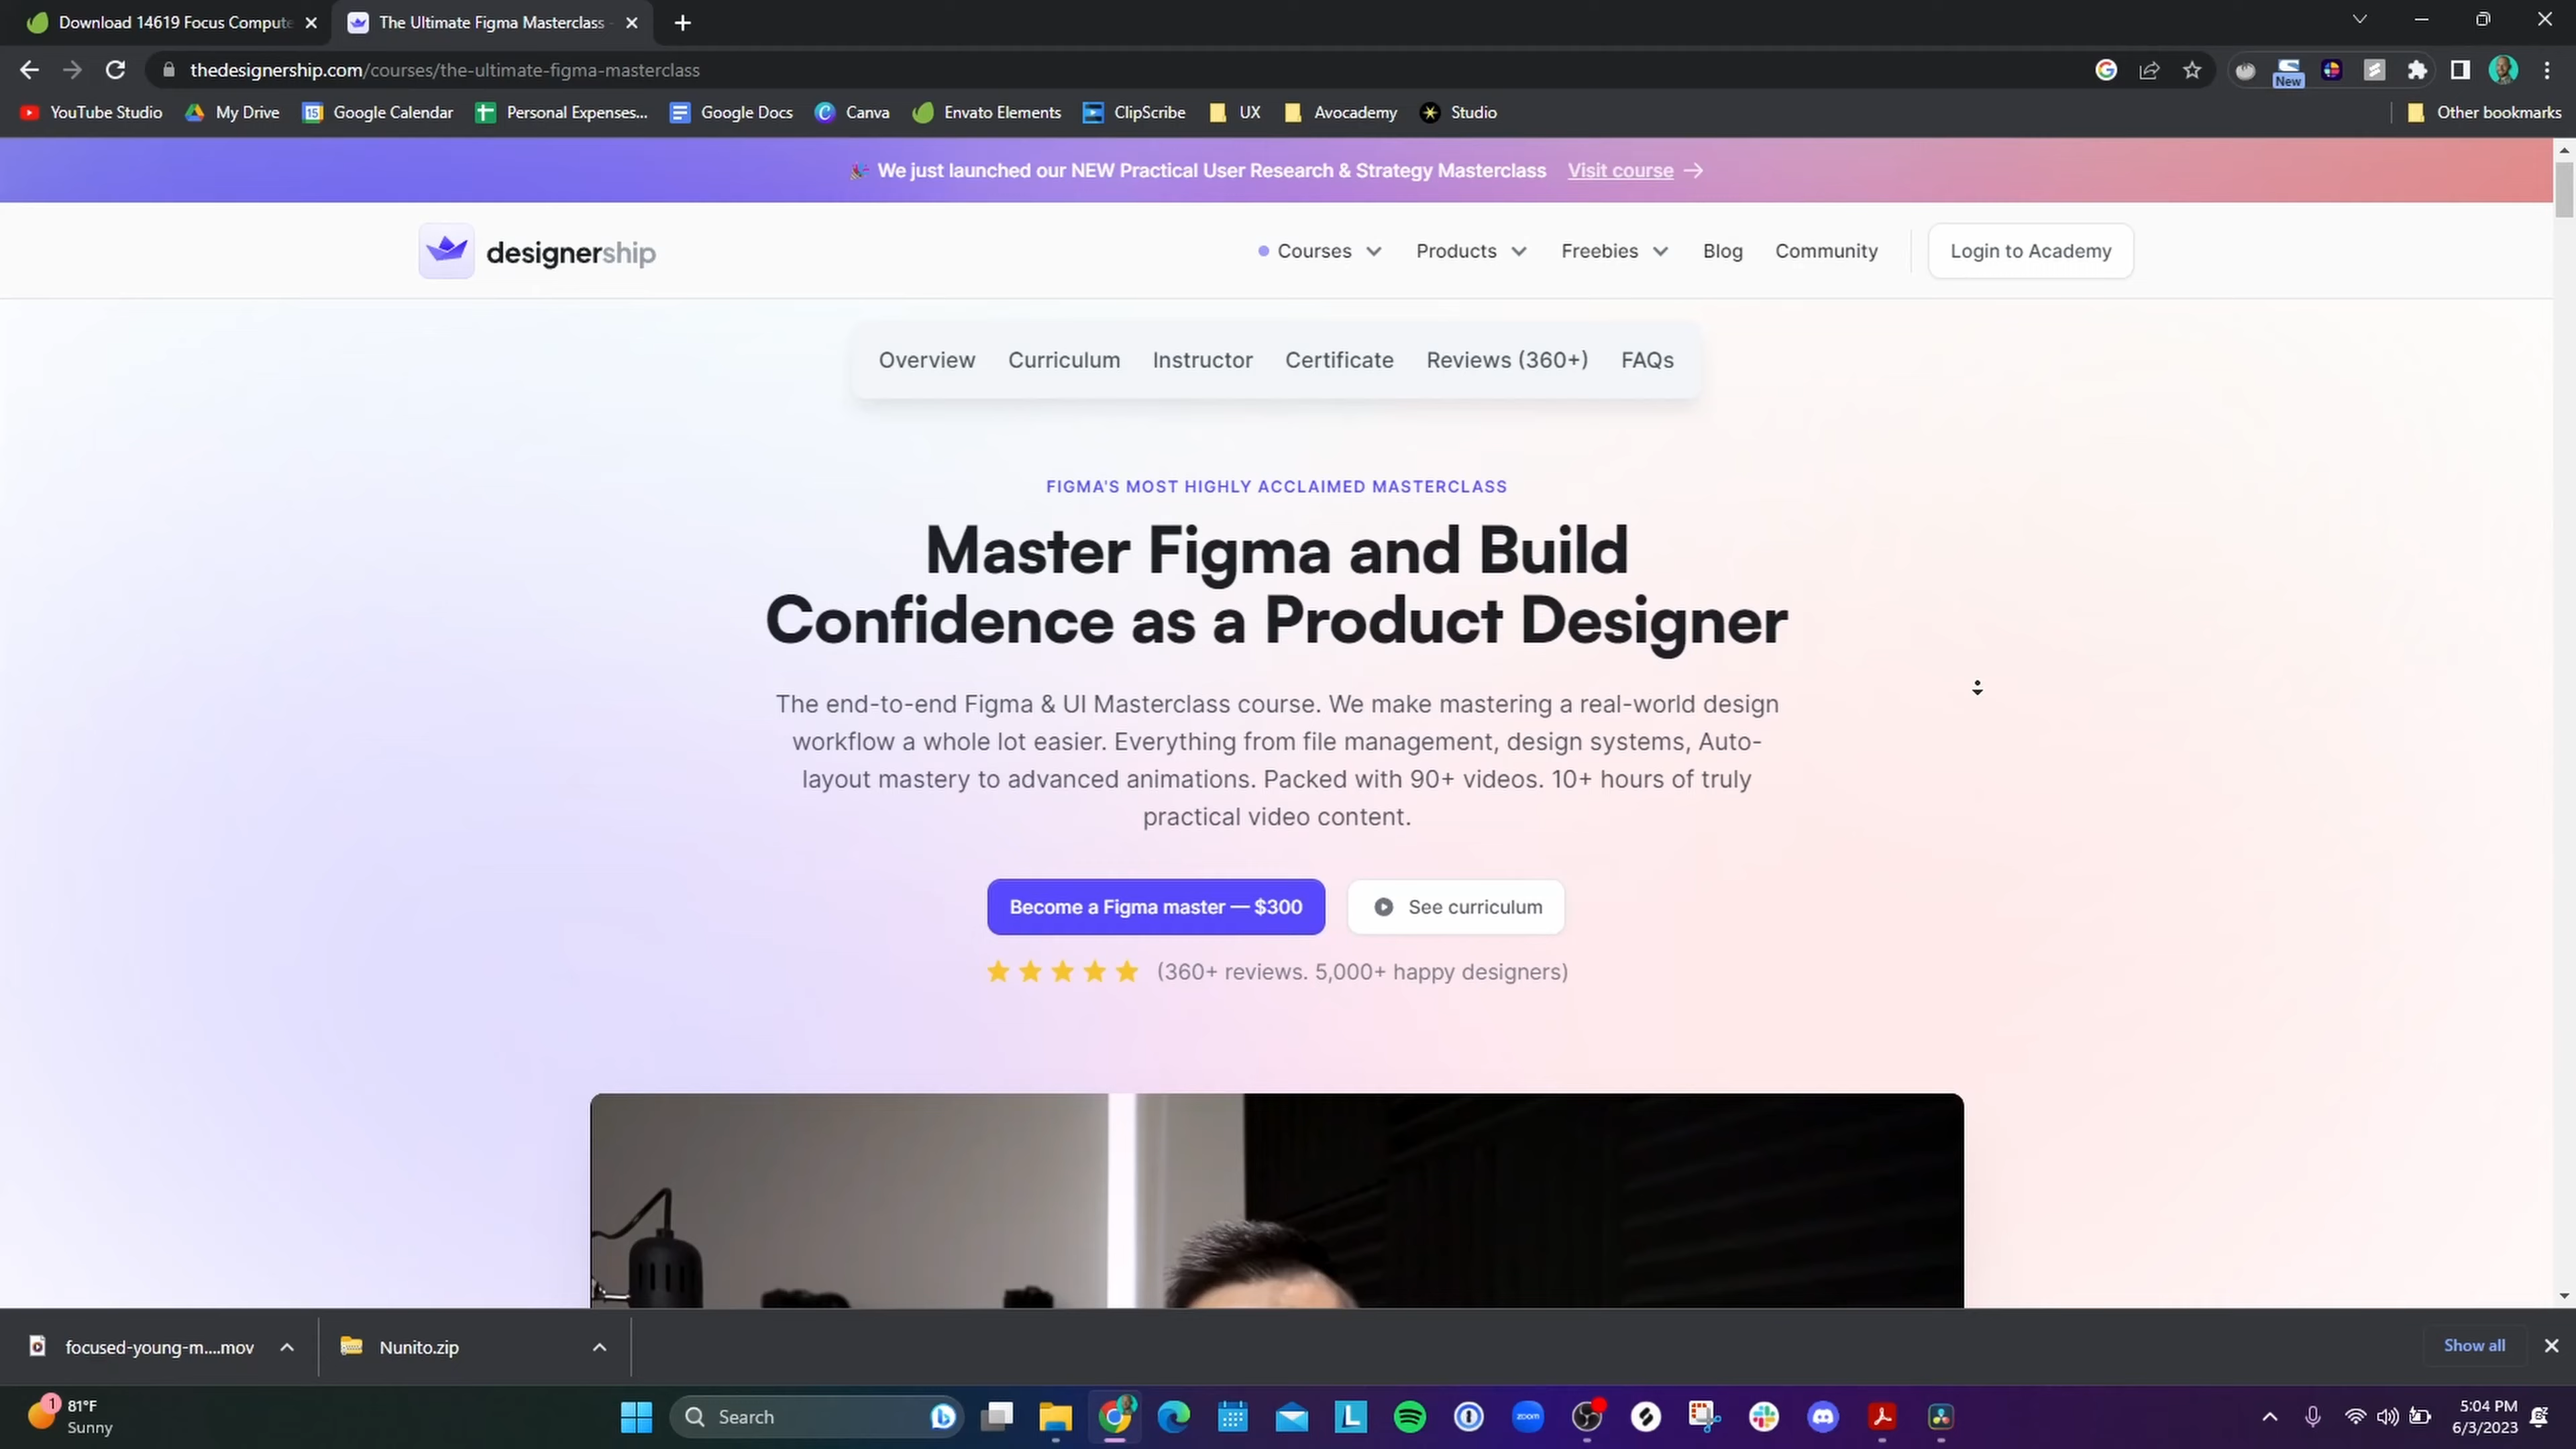 Download 14619 Focus Compute
The Ultimate Figma Masterclass
thedesignership.com/courses/the-ultimate-figma-masterclass
New
YouTube Studio
My Drive
Google Calendar
Personal Expenses...
Google Docs
Canva
Envato Elements
ClipScribe
UX
Avocademy
Studio
Other bookmarks
We just launched our NEW Practical User Research & Strategy Masterclass Visit course
designership
Courses
Products
Freebies
Blog
Community
Login to Academy
Overview
Curriculum
Instructor
Certificate
Reviews (360+)
FAQs
FIGMA'S MOST HIGHLY ACCLAIMED MASTERCLASS
Master Figma and Build
Confidence as a Product Designer
The end-to-end Figma & UI Masterclass course. We make mastering a real-world design
workflow a whole lot easier. Everything from file management, design systems, Auto-
layout mastery to advanced animations. Packed with 90+ videos. 10+ hours of truly
practical video content.
Become a Figma master — $300
See curriculum
(360+ reviews. 5,000+ happy designers)
focused-young-m....mov
Nunito.zip
Show all
1
81°F
Sunny
Search
zoom
5:04 PM
6/3/2023